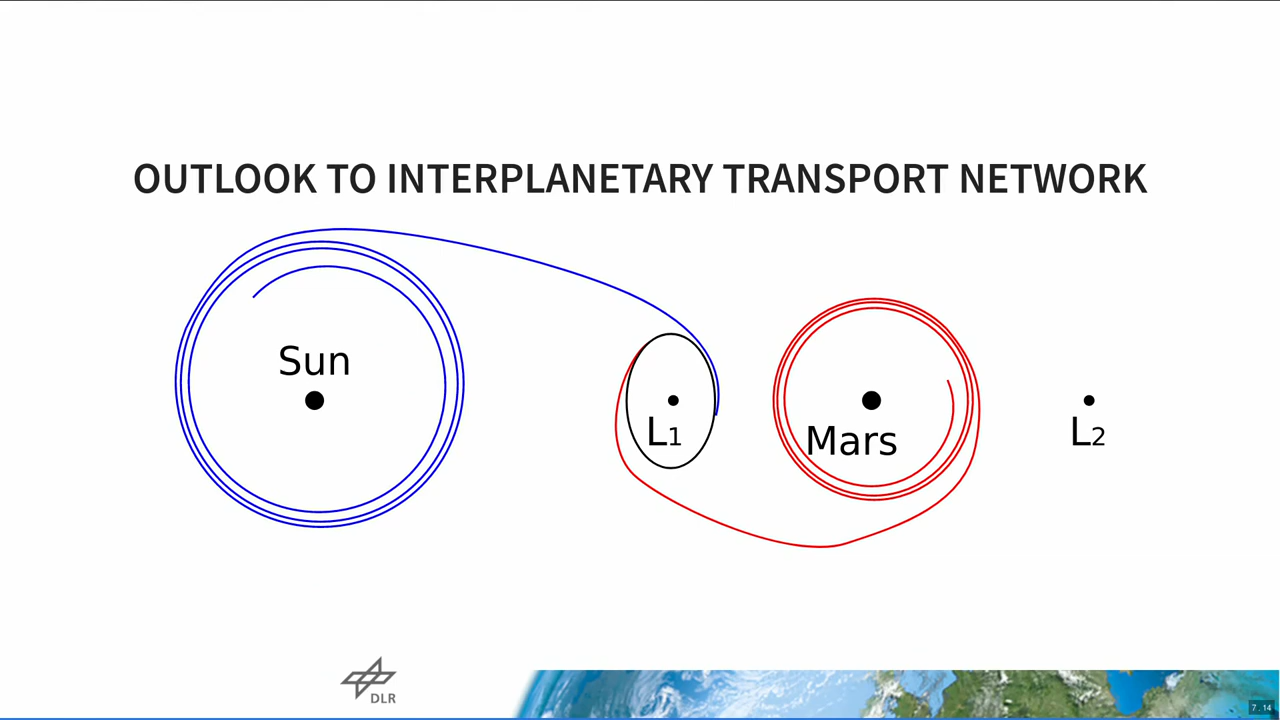 OUTLOOK TO INTERPLANETARY TRANSPORT NETWORK
Sun
L1
Mars
L2
DLR
7.14